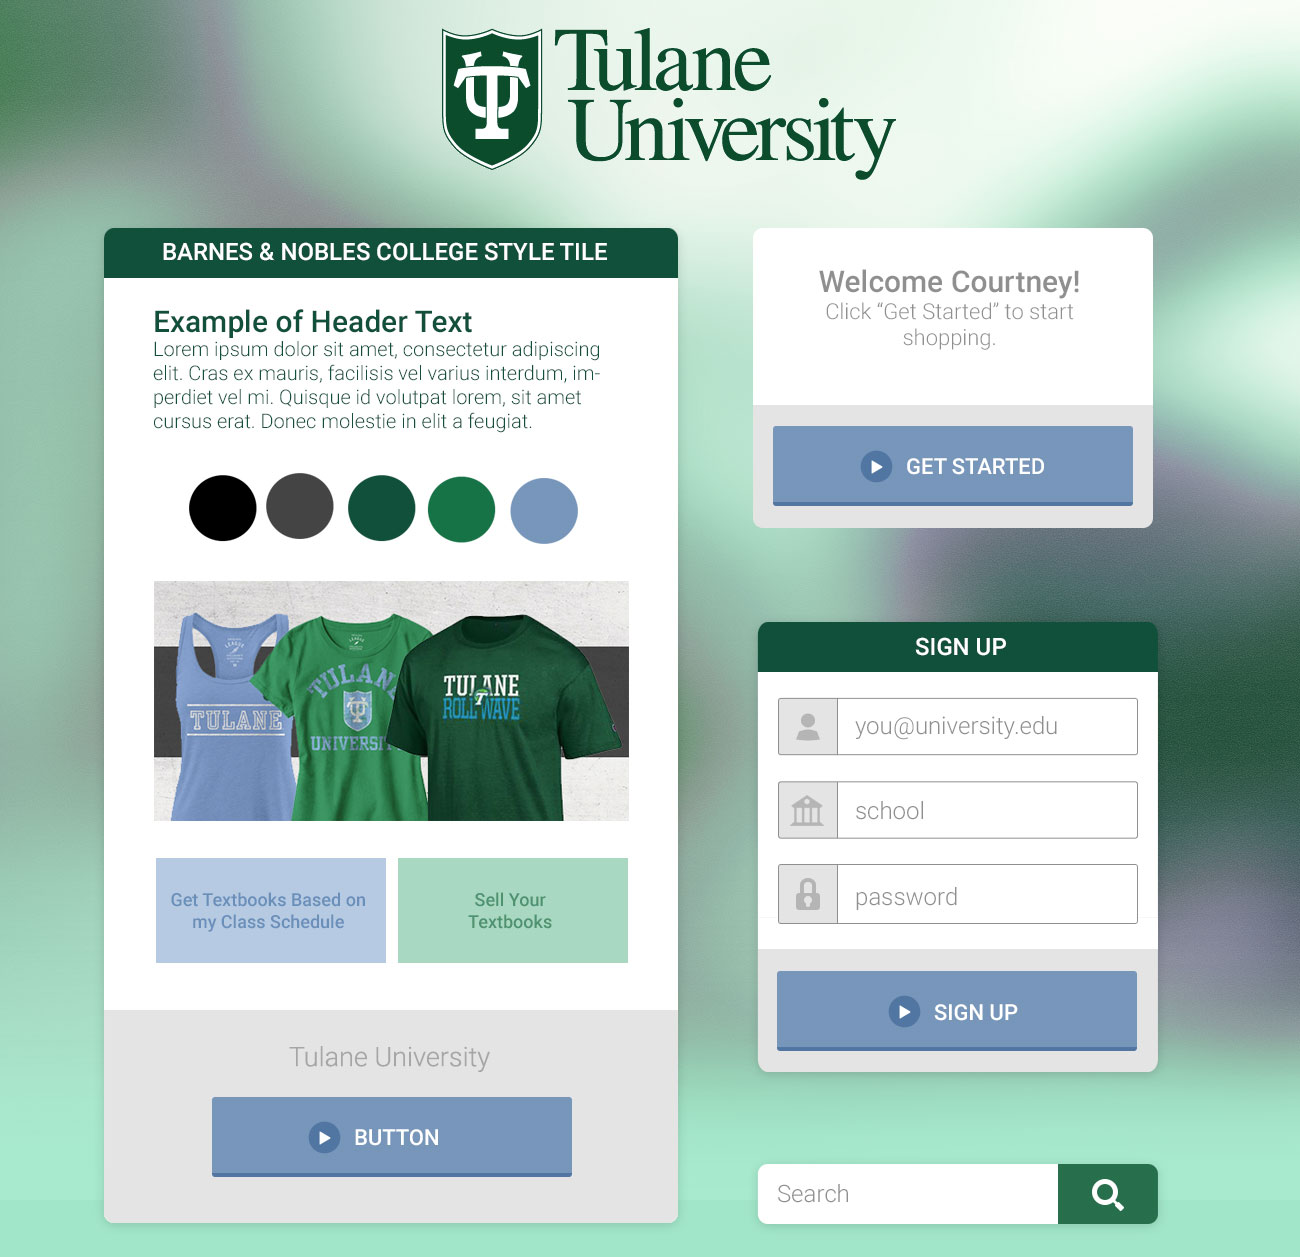 Tulane
University
BARNES & NOBLES COLLEGE STYLE TILE
Example of Header Text
Lorem ipsum dolor sit amet, consectetur adipiscing
elit. Cras ex mauris, facilisis vel varius interdum, im-
perdiet vel mi. Quisque id volutpat lorem, sit amet
cursus erat. Donec molestie in elit a feugiat.
TULANE
TULANE
UNIVERSITY
TULANE
ROLL WAVE
Get Textbooks Based on
my Class Schedule
Sell Your
Textbooks
Tulane University
BUTTON
Welcome Courtney!
Click “Get Started” to start
shopping.
GET STARTED
SIGN UP
you@university.edu
school
password
SIGN UP
Search